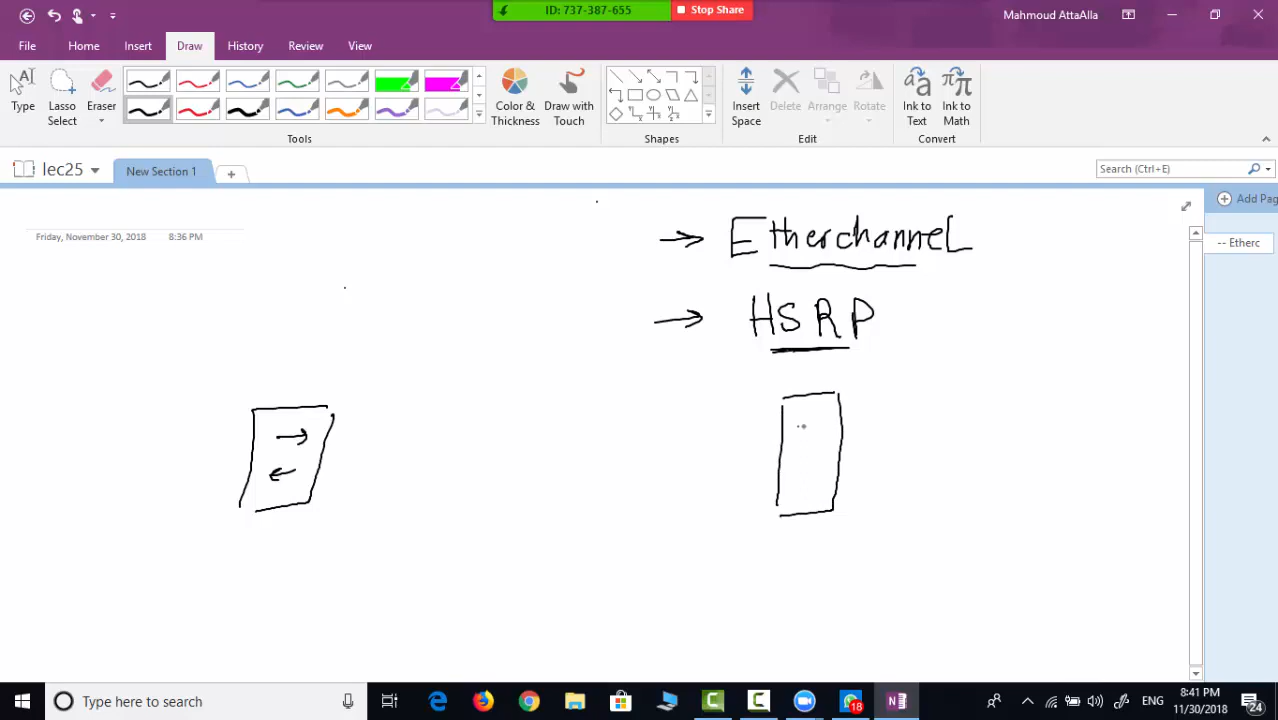 ID: 737-387-655
Stop Share
Mahmoud AttaAlla
File
Home
Insert
Draw
History
Review
View
Type
Lasso
Select
Eraser
Color &
Thickness
Draw with
Touch
Insert
Space
Delete
Arrange
Rotate
Ink to
Text
Ink to
Math
Tools
Shapes
Edit
Convert
lec25
New Section 1
Search (Ctrl+E)
Add Pag
Friday, November 30, 2018 8:36 PM
-- Etherc
→ EtherchanneL
→ HSRP
Type here to search
18
ENG
8:41 PM
11/30/2018
24